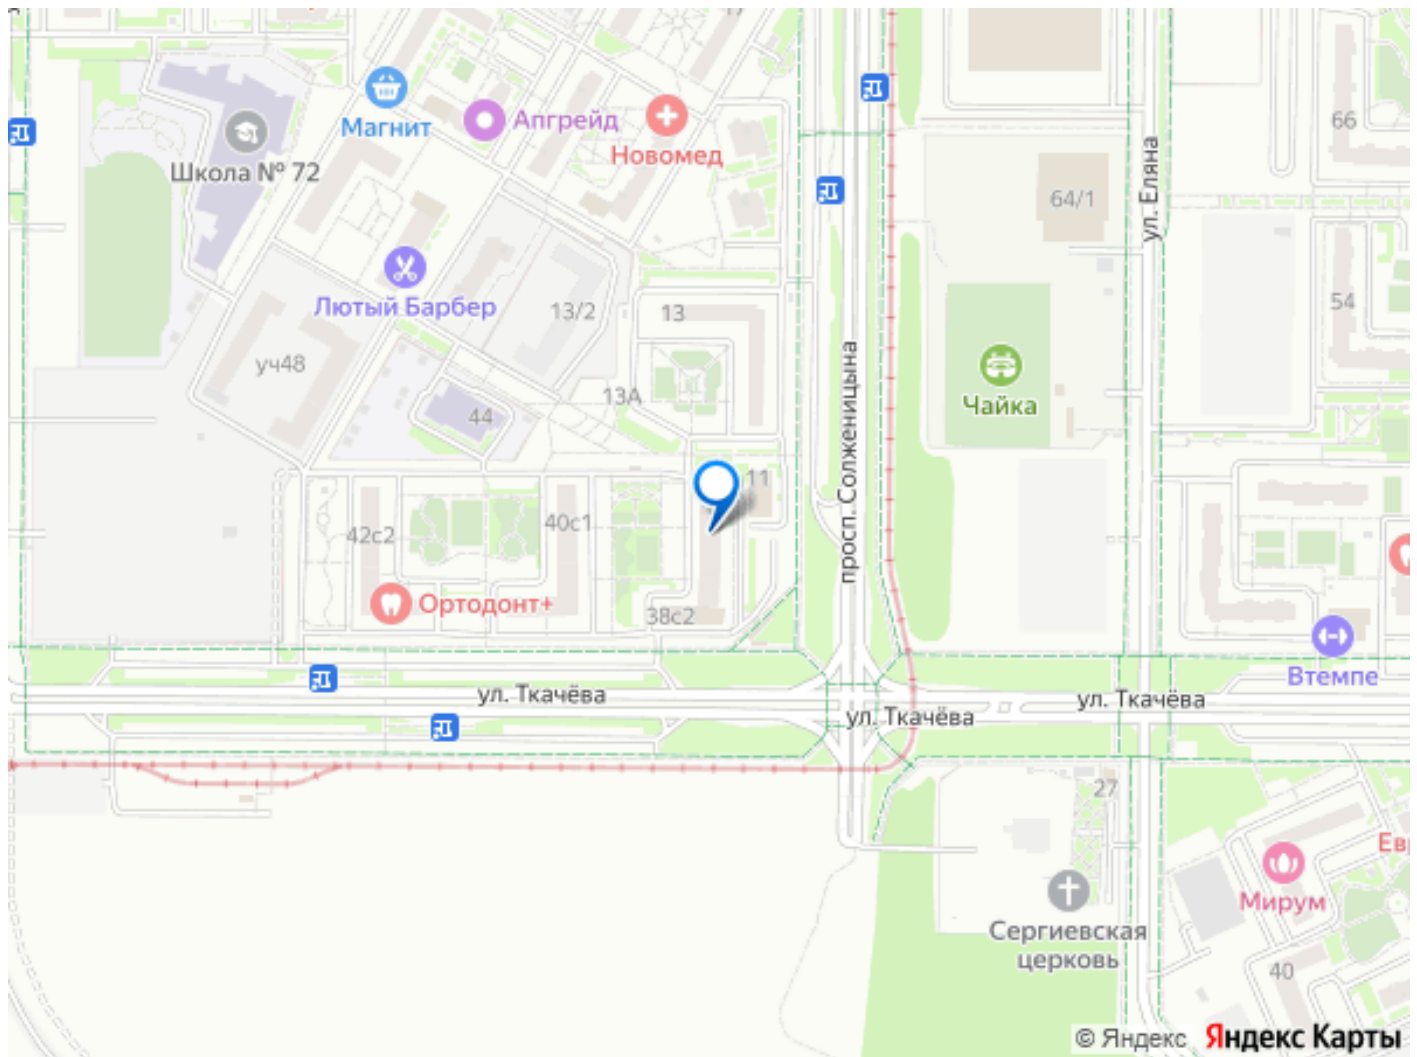 17
66
Магнит
Апгрейд
Новомед
Школа № 72
64/1
ул. Еляна
Лютый Барбер
13/2
13
54
уч48
13А
Чайка
44
просп. Солженицына
11
42с2
40с1
Ортодонт+
38с2
Втемпе
ул. Ткачёва
ул. Ткачёва
ул. Ткачёва
27
Евр
Мирум
Сергиевская
церковь
40
© Яндекс Яндекс Карты